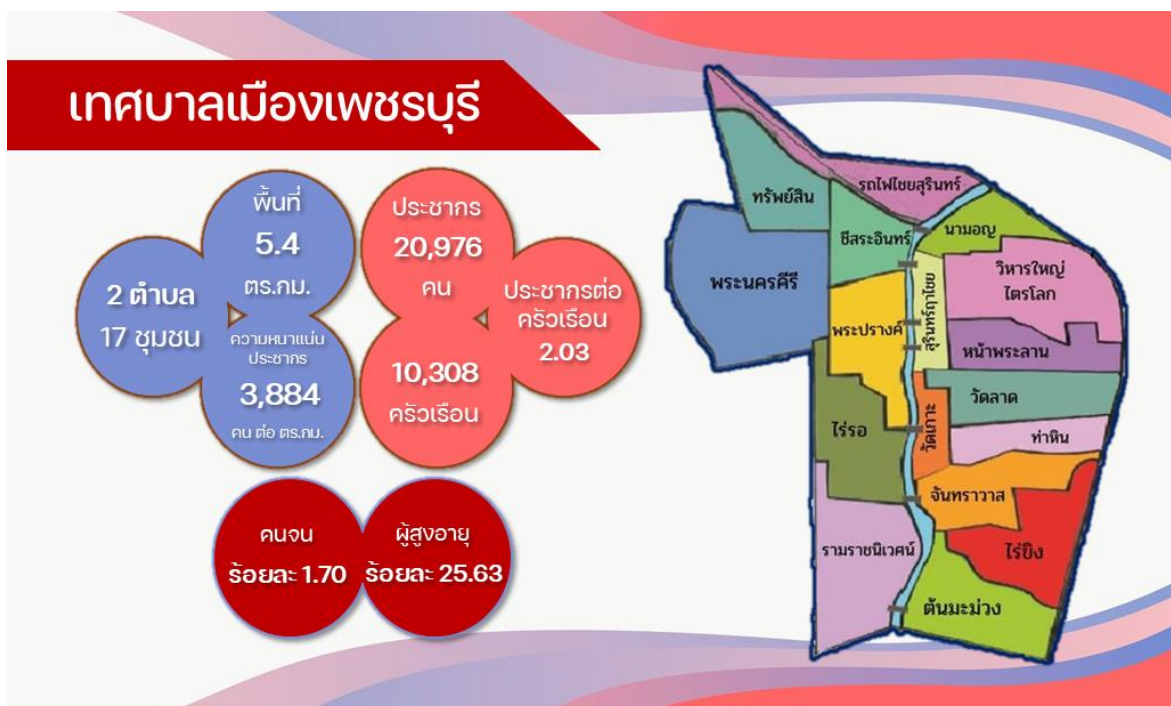 เทศบาลเมืองเพชรบุรี
พื้นที่
5.4
ตร.กม.
ประชากร
20,976
คน
2 ตำบล
17 ชุมชน
ความหนาแน่น
ประชากร
3,884
คน ต่อ ตร.กม.
10,308
ครัวเรือน
ประชากรต่อ
ครัวเรือน
2.03
คนจน
ร้อยละ 1.70
ผู้สูงอายุ
ร้อยละ 25.63
รถไฟไชยสุรินทร์
ทรัพย์สิน
ชีสระอินทร์
นามอญ
พระนครคีรี
วิหารใหญ่
ไตรโลก
สุรินทร์ฤาไชย
พระปรางค์
หน้าพระลาน
วัดลาด
ไร่รอ
วัดเกาะ
ท่าหิน
จันทราวาส
รามราชนิเวศน์
ไร่ขิง
ต้นมะม่วง